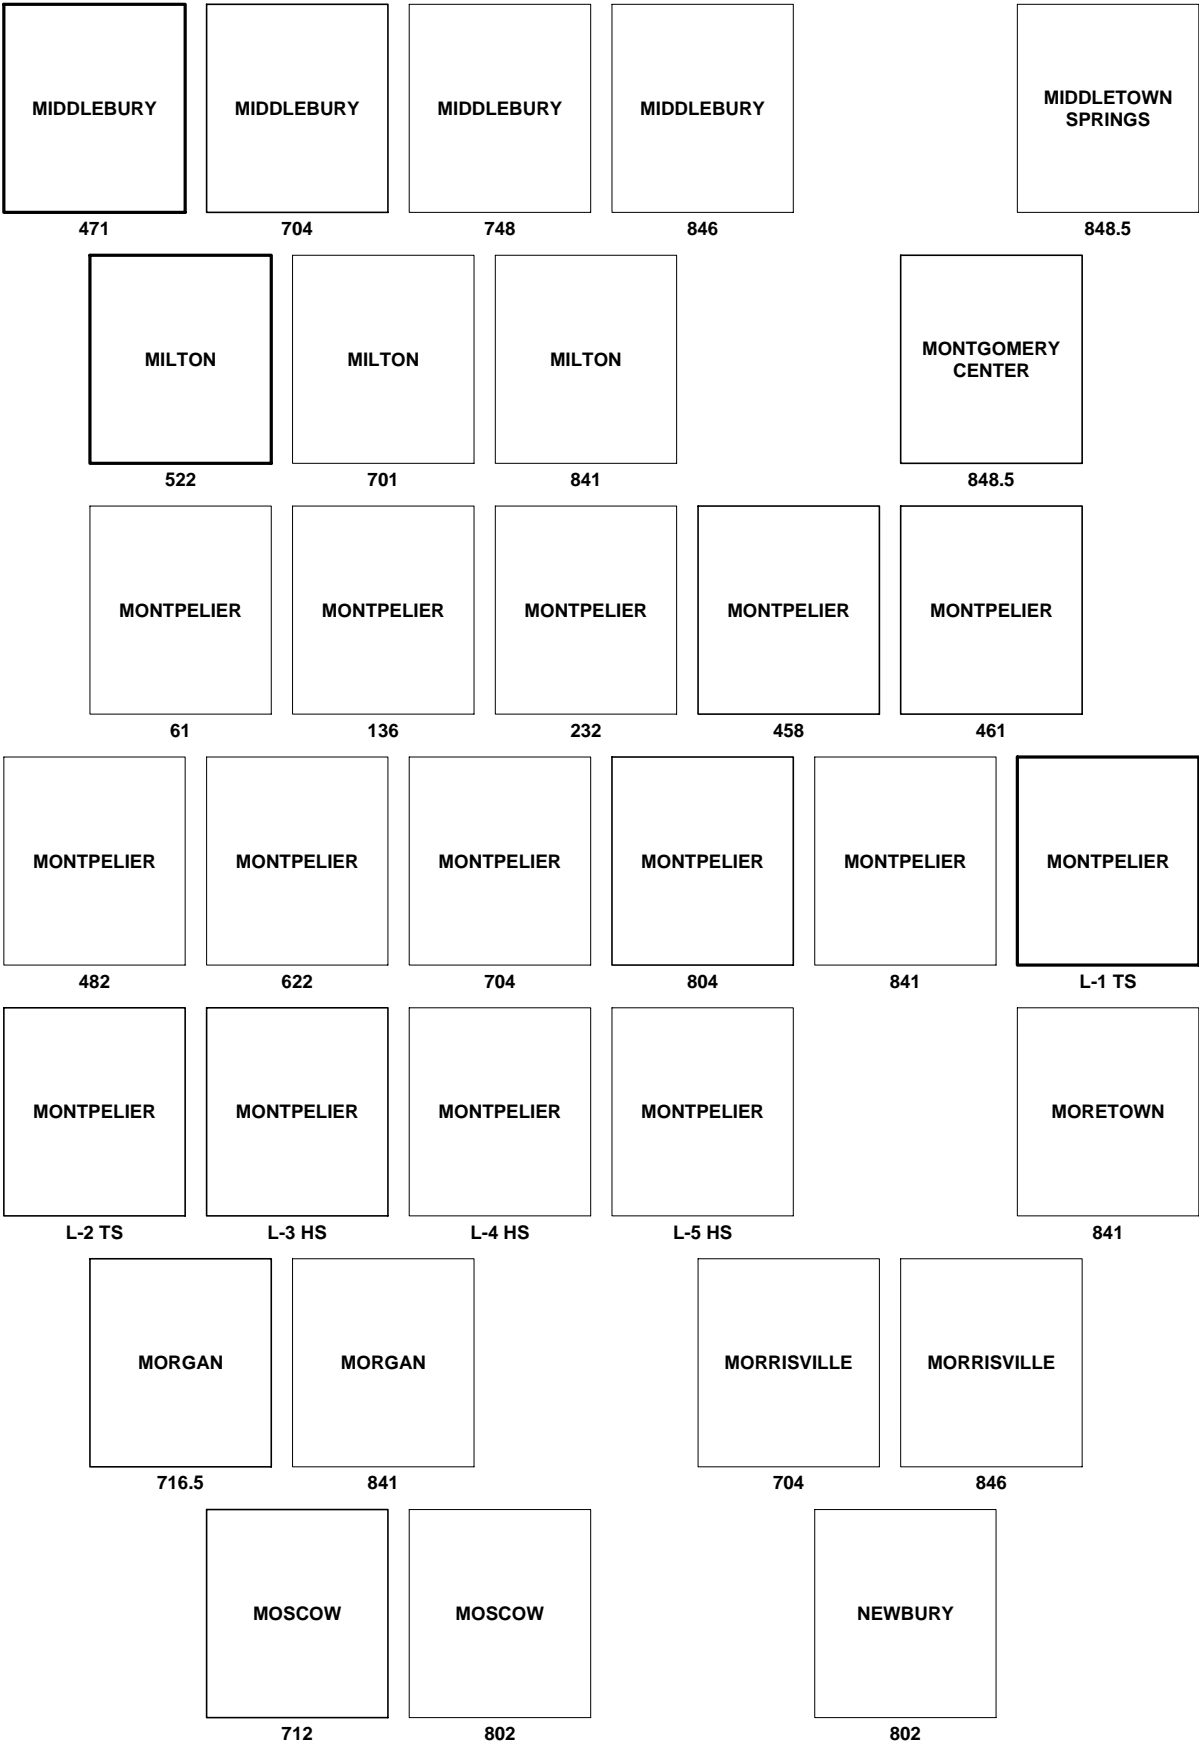 MIDDLEBURY MIDDLEBURY MIDDLEBURY MIDDLEBURY MIDDLETOWN
SPRINGS
471 704 748 846 848.5
MILTON MILTON MILTON MONTGOMERY
CENTER
522 701 841 848.5
MONTPELIER MONTPELIER MONTPELIER MONTPELIER MONTPELIER
61 136 232 458 461
MONTPELIER MONTPELIER MONTPELIER MONTPELIER MONTPELIER MONTPELIER
482 622 704 804 841 L-1 TS
MONTPELIER MONTPELIER MONTPELIER MONTPELIER MORETOWN
L-2 TS L-3 HS L-4 HS L-5 HS 841
MORGAN MORGAN MORRISVILLE MORRISVILLE
716.5 841 704 846
MOSCOW MOSCOW NEWBURY
712 802 802